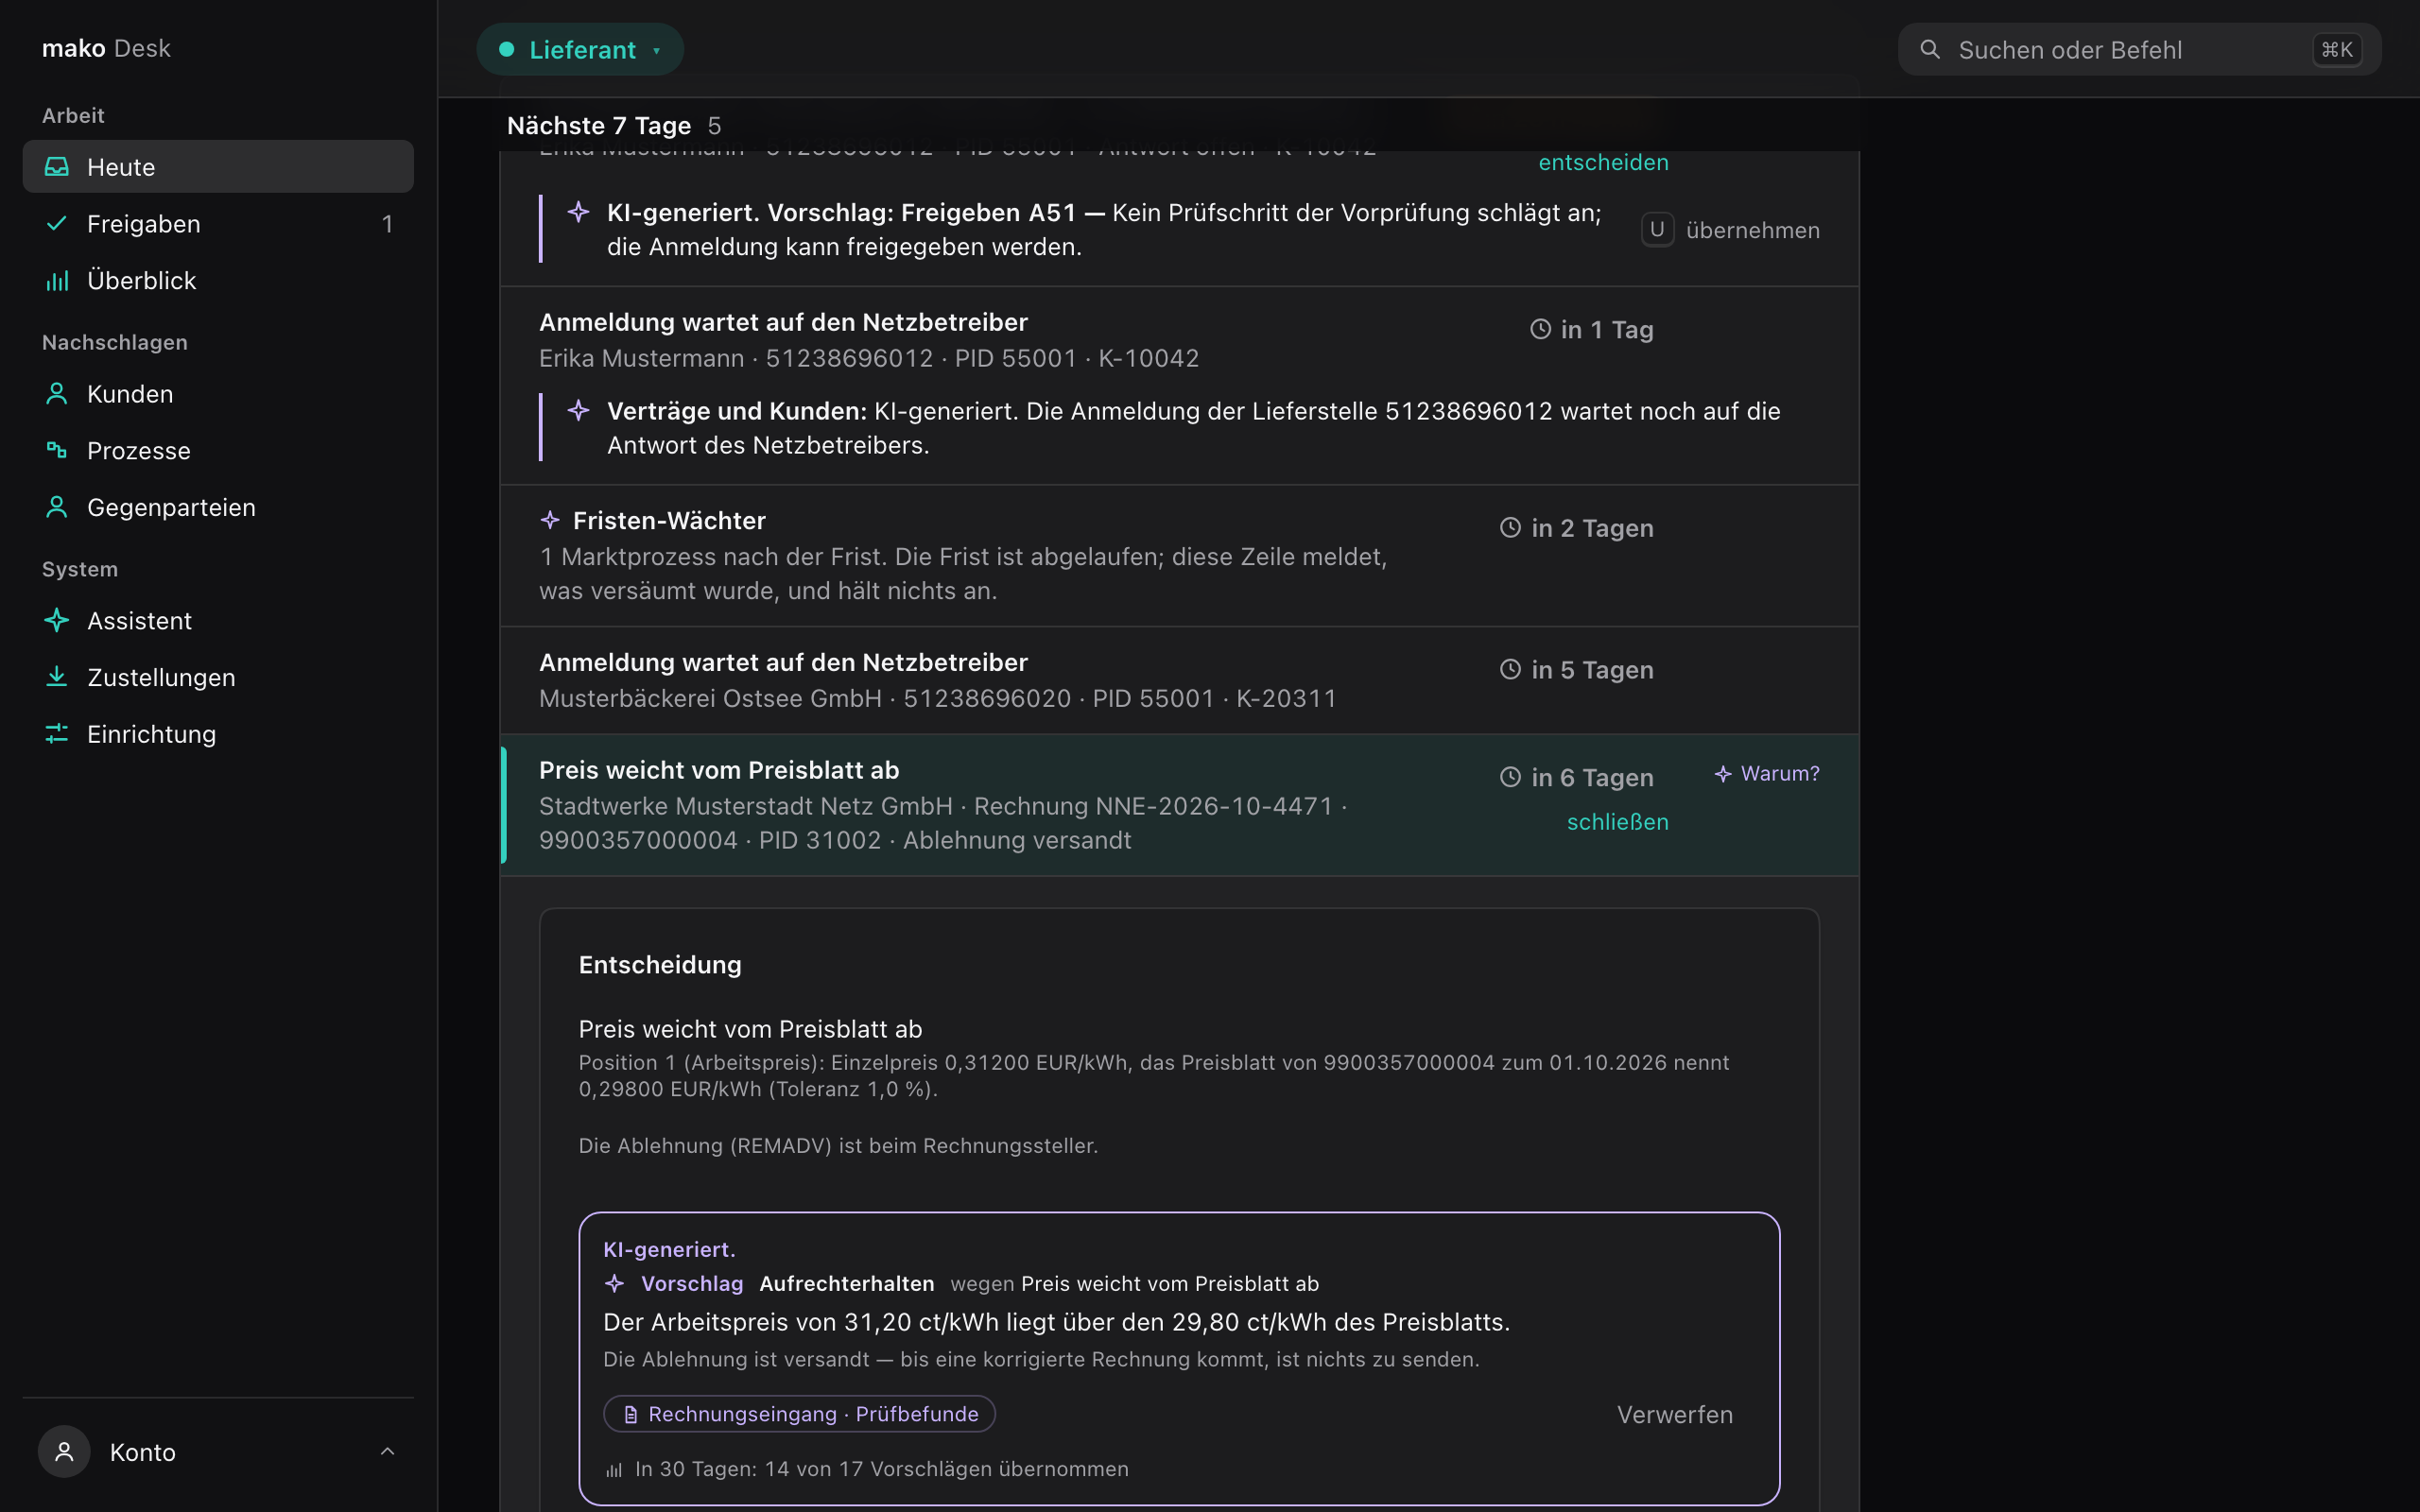 mako Desk
Arbeit
Heute
Freigaben 1
Überblick
Nachschlagen
Kunden
Prozesse
Gegenparteien
System
Assistent
Zustellungen
Einrichtung
Konto
Lieferant
Suchen oder Befehl ⌘K
Nächste 7 Tage 5
entscheiden
KI-generiert. Vorschlag: Freigeben A51 — Kein Prüfschritt der Vorprüfung schlägt an;
die Anmeldung kann freigegeben werden.
U übernehmen
Anmeldung wartet auf den Netzbetreiber
in 1 Tag
Erika Mustermann · 51238696012 · PID 55001 · K-10042
Verträge und Kunden: KI-generiert. Die Anmeldung der Lieferstelle 51238696012 wartet noch auf die
Antwort des Netzbetreibers.
Fristen-Wächter
in 2 Tagen
1 Marktprozess nach der Frist. Die Frist ist abgelaufen; diese Zeile meldet,
was versäumt wurde, und hält nichts an.
Anmeldung wartet auf den Netzbetreiber
in 5 Tagen
Musterbäckerei Ostsee GmbH · 51238696020 · PID 55001 · K-20311
Preis weicht vom Preisblatt ab
in 6 Tagen
Warum?
Stadtwerke Musterstadt Netz GmbH · Rechnung NNE-2026-10-4471 ·
9900357000004 · PID 31002 · Ablehnung versandt
schließen
Entscheidung
Preis weicht vom Preisblatt ab
Position 1 (Arbeitspreis): Einzelpreis 0,31200 EUR/kWh, das Preisblatt von 9900357000004 zum 01.10.2026 nennt
0,29800 EUR/kWh (Toleranz 1,0 %).
Die Ablehnung (REMADV) ist beim Rechnungssteller.
KI-generiert.
Vorschlag Aufrechterhalten wegen Preis weicht vom Preisblatt ab
Der Arbeitspreis von 31,20 ct/kWh liegt über den 29,80 ct/kWh des Preisblatts.
Die Ablehnung ist versandt — bis eine korrigierte Rechnung kommt, ist nichts zu senden.
Rechnungseingang · Prüfbefunde
Verwerfen
In 30 Tagen: 14 von 17 Vorschlägen übernommen